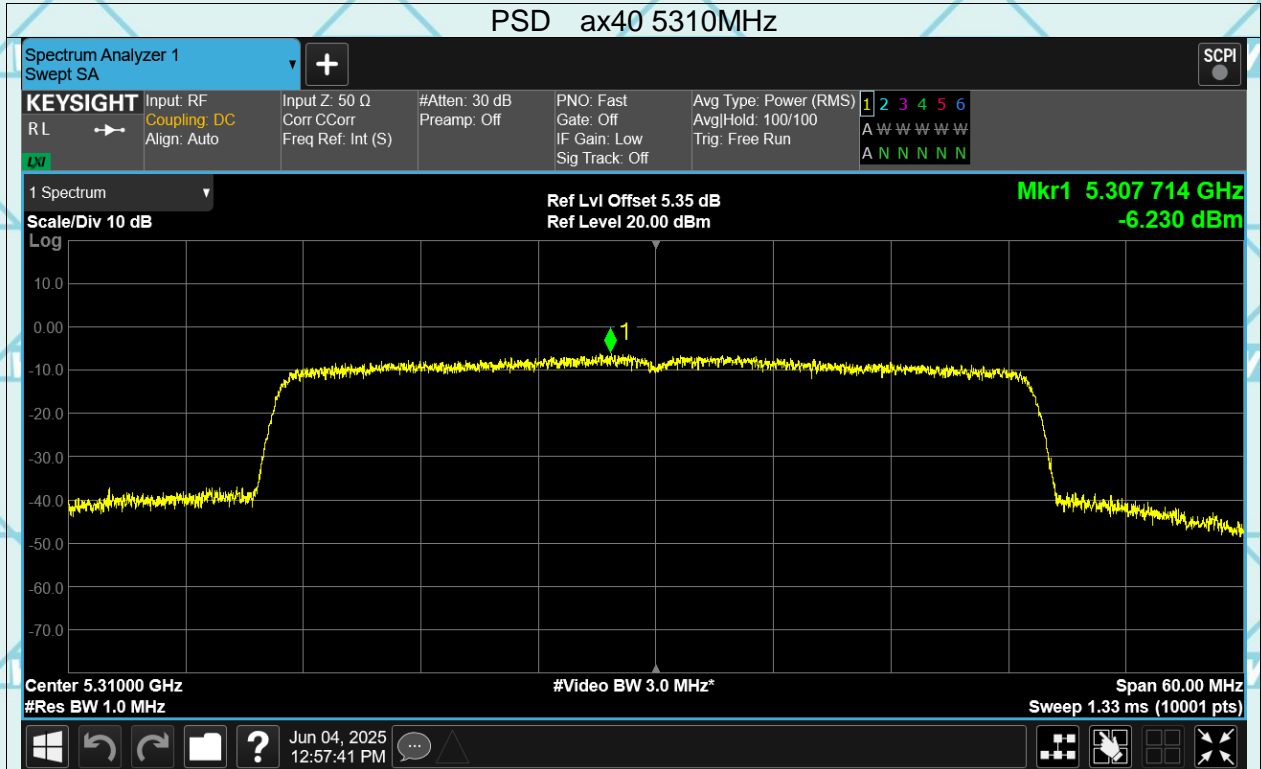 PSD ax40 5310MHz
Spectrum Analyzer 1
Swept SA
+
SCPI
KEYSIGHT
RL
LXI
Input: RF
Coupling: DC
Align: Auto
Input Z: 50 Ω
Corr CCorr
Freq Ref: Int (S)
#Atten: 30 dB
Preamp: Off
PNO: Fast
Gate: Off
IF Gain: Low
Sig Track: Off
Avg Type: Power (RMS)
Avg|Hold: 100/100
Trig: Free Run
1 2 3 4 5 6
A W W W W W
A N N N N N
1 Spectrum
Scale/Div 10 dB
Ref Lvl Offset 5.35 dB
Ref Level 20.00 dBm
Mkr1 5.307 714 GHz
-6.230 dBm
Log
10.0
0.00
1
-10.0
-20.0
-30.0
-40.0
-50.0
-60.0
-70.0
Center 5.31000 GHz
#Video BW 3.0 MHz*
Span 60.00 MHz
#Res BW 1.0 MHz
Sweep 1.33 ms (10001 pts)
?
Jun 04, 2025
12:57:41 PM